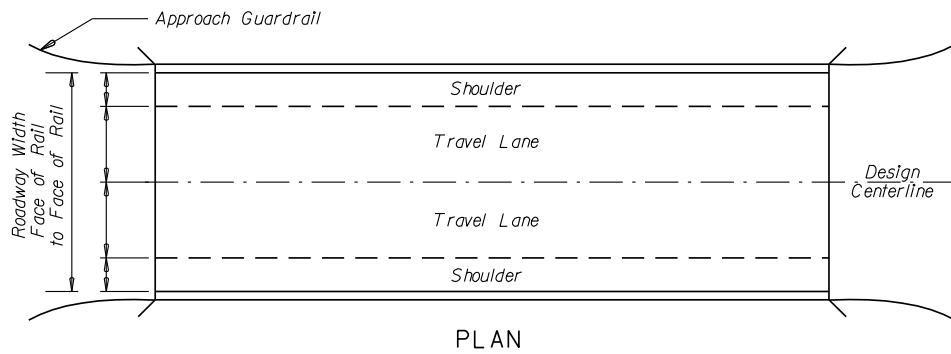 Approach Guardrail
Shoulder
Travel Lane
Roadway Width
Face of Rail
to Face of Rail
Design
Centerline
Travel Lane
Shoulder
PLAN